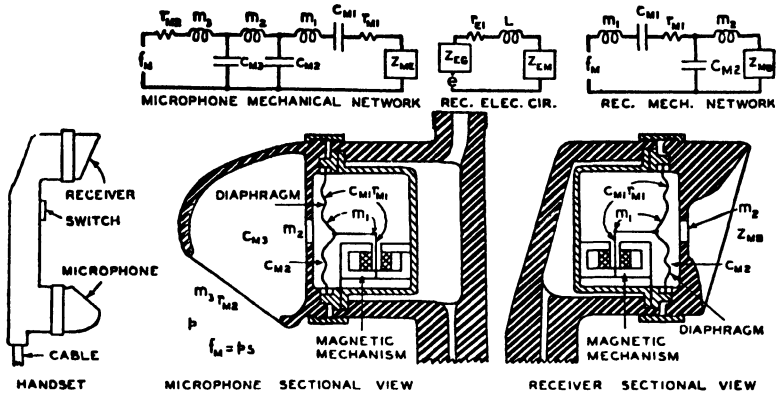 r_M2 m_3 m_2 m_1 C_M1 r_M1
f_M C_M3 C_M2 Z_ME
MICROPHONE MECHANICAL NETWORK
r_E1 L
Z_EG Z_EM
e
REC. ELEC. CIR.
m_1 C_M1 r_M1 m_2
f_M C_M2 Z_MB
REC. MECH. NETWORK
RECEIVER
SWITCH
MICROPHONE
CABLE
HANDSET
DIAPHRAGM
C_M1 r_M1
m_1
C_M3
m_2
C_M2
m_3 r_M2
p
f_M = p S
MAGNETIC
MECHANISM
MICROPHONE SECTIONAL VIEW
C_M1 r_M1
m_1
m_2
Z_MB
C_M2
DIAPHRAGM
MAGNETIC
MECHANISM
RECEIVER SECTIONAL VIEW